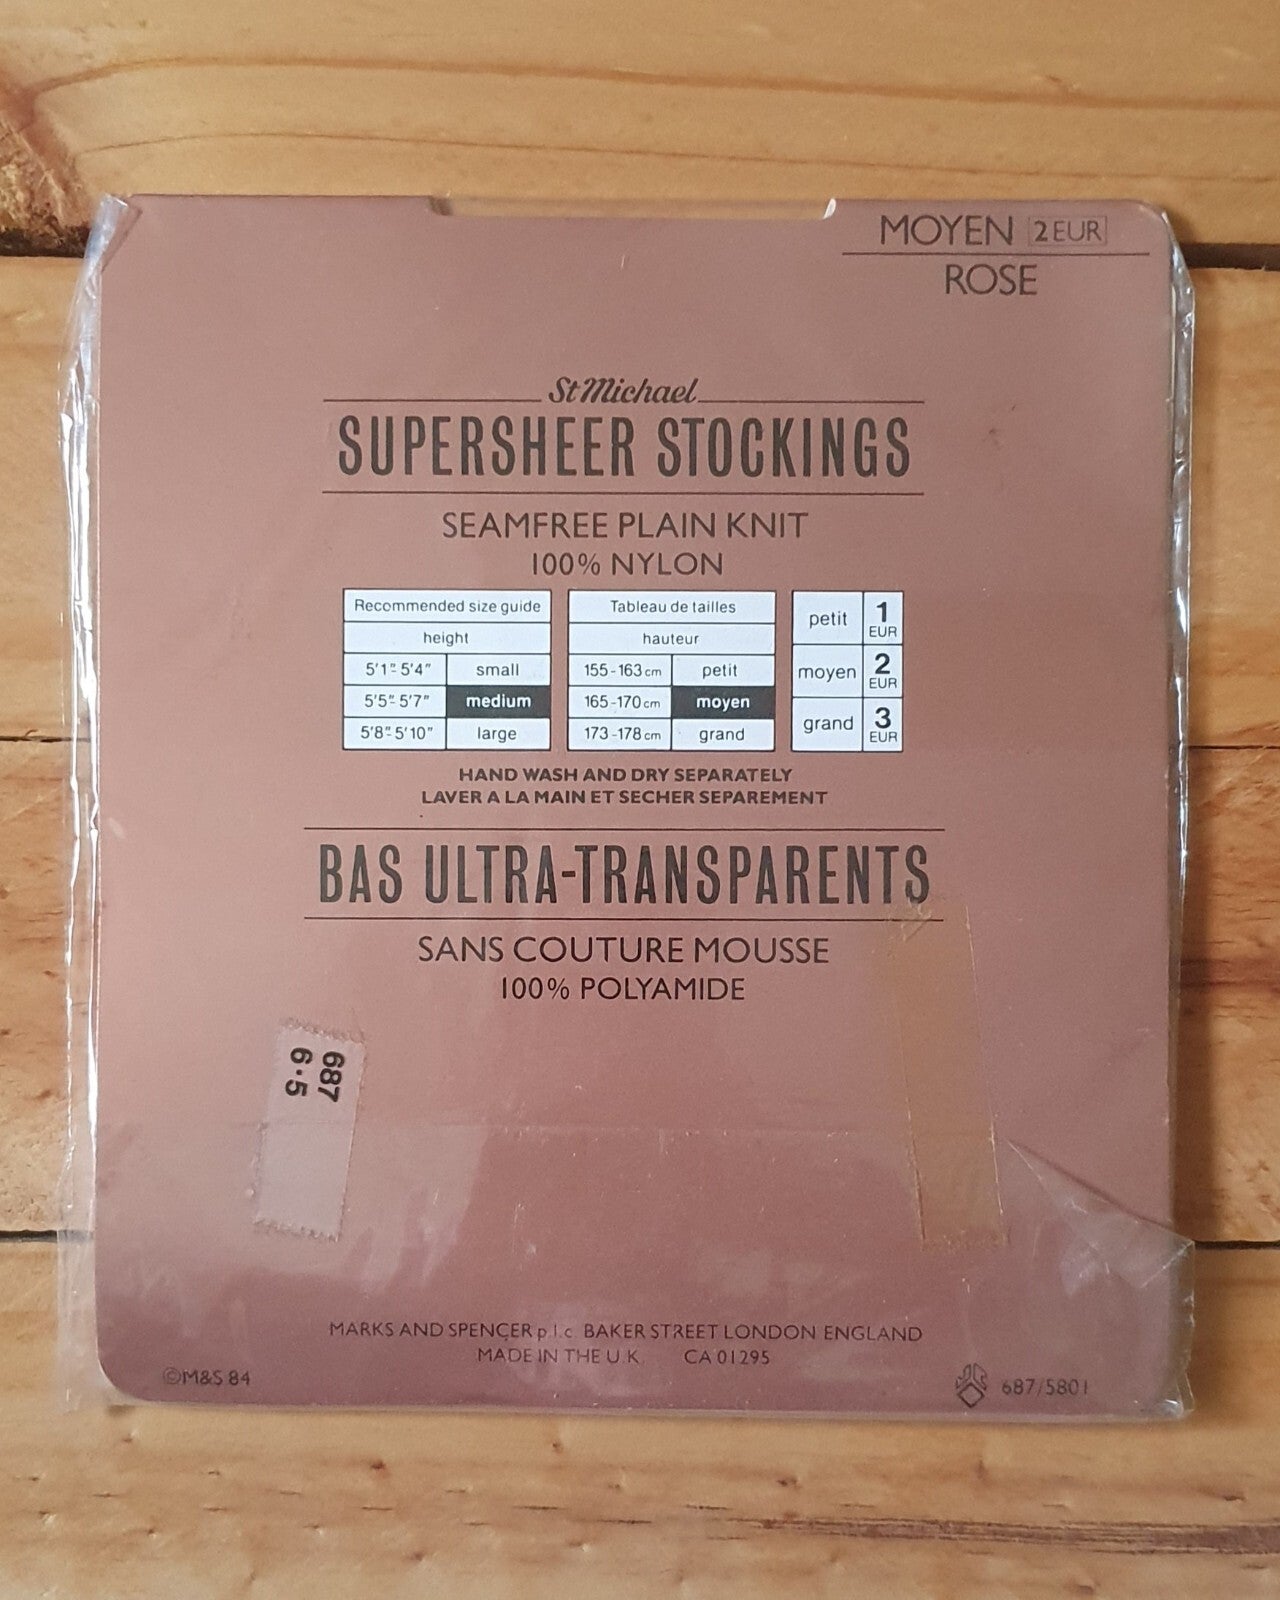 MOYEN 2 EUR
ROSE
St Michael
SUPERSHEER STOCKINGS
SEAMFREE PLAIN KNIT
100% NYLON
Recommended size guide
height
5'1"-5'4" small
5'5"-5'7" medium
5'8"-5'10" large
Tableau de tailles
hauteur
155-163 cm petit
165-170 cm moyen
173-178 cm grand
petit 1 EUR
moyen 2 EUR
grand 3 EUR
HAND WASH AND DRY SEPARATELY
LAVER A LA MAIN ET SECHER SEPAREMENT
BAS ULTRA-TRANSPARENTS
SANS COUTURE MOUSSE
100% POLYAMIDE
687
6·5
MARKS AND SPENCER p.l.c. BAKER STREET LONDON ENGLAND
MADE IN THE U.K. CA 01295
©M&S 84
687/5801